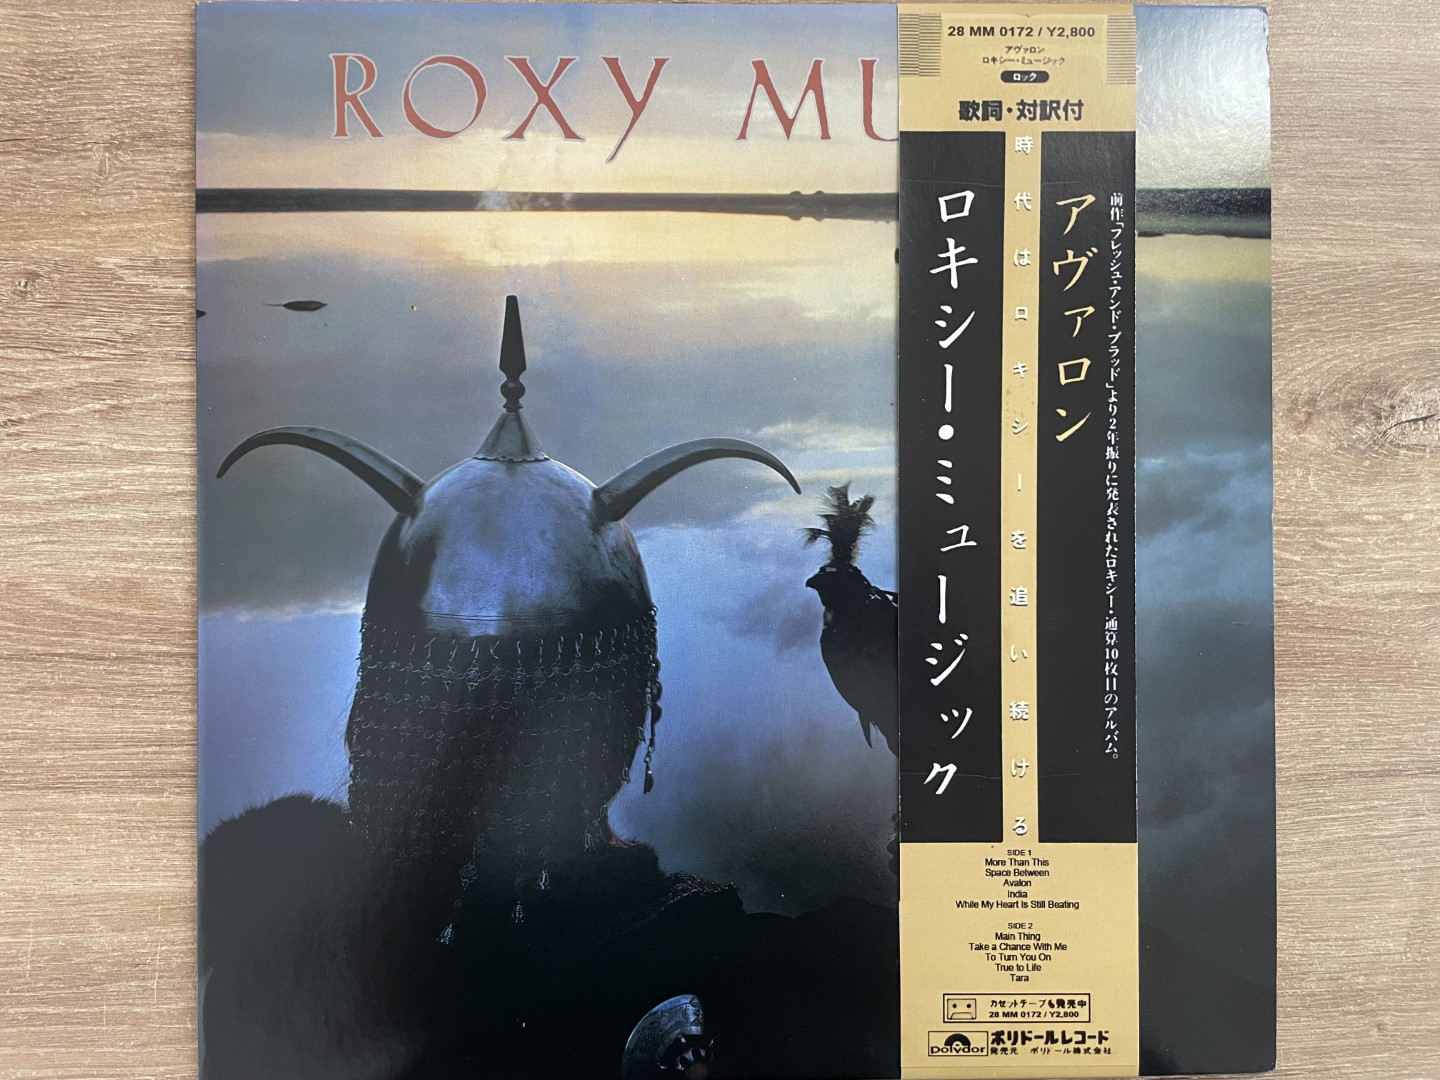 ROXY MU
28 MM 0172 / Y2,800
アヴァロン
ロキシー・ミュージック
ロック
歌詞・対訳付
前作「フレッシュ・アンド・ブラッド」より2年振りに発表されたロキシー・通算10枚目のアルバム。
アヴァロン
時代はロキシーを追い続ける
ロキシー・ミュージック
SIDE 1
More Than This
Space Between
Avalon
India
While My Heart Is Still Beating
SIDE 2
Main Thing
Take a Chance With Me
To Turn You On
True to Life
Tara
カセットテープも発売中
28 MM 0172 / Y2,800
polydor
ポリドールレコード
発売元 ポリドール株式会社